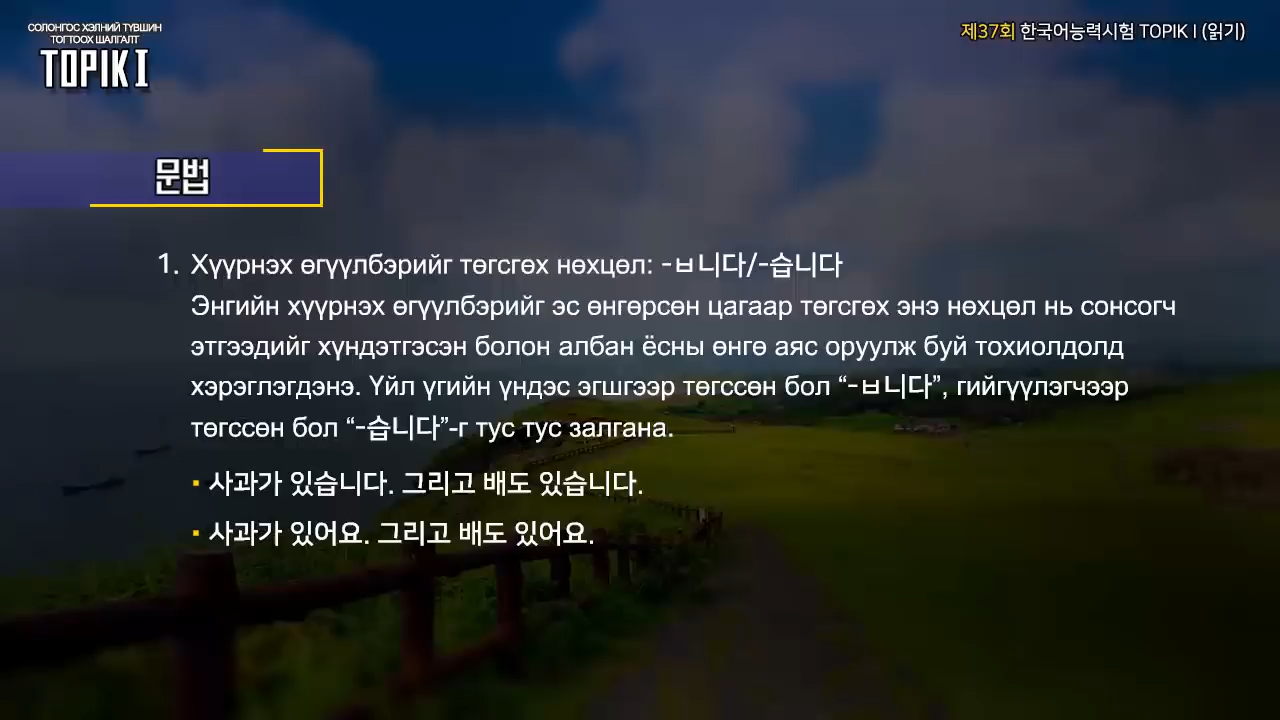 СОЛОНГОС ХЭЛНИЙ ТҮВШИН
ТОГТООХ ШАЛГАЛТ
TOPIK I
제37회 한국어능력시험 TOPIK I (읽기)
문법
1. Хүүрнэх өгүүлбэрийг төгсгөх нөхцөл: -ㅂ니다/-습니다
Энгийн хүүрнэх өгүүлбэрийг эс өнгөрсөн цагаар төгсгөх энэ нөхцөл нь сонсогч
этгээдийг хүндэтгэсэн болон албан ёсны өнгө аяс оруулж буй тохиолдолд
хэрэглэгдэнэ. Үйл үгийн үндэс эгшгээр төгссөн бол “-ㅂ니다”, гийгүүлэгчээр
төгссөн бол “-습니다”-г тус тус залгана.
▪ 사과가 있습니다. 그리고 배도 있습니다.
▪ 사과가 있어요. 그리고 배도 있어요.